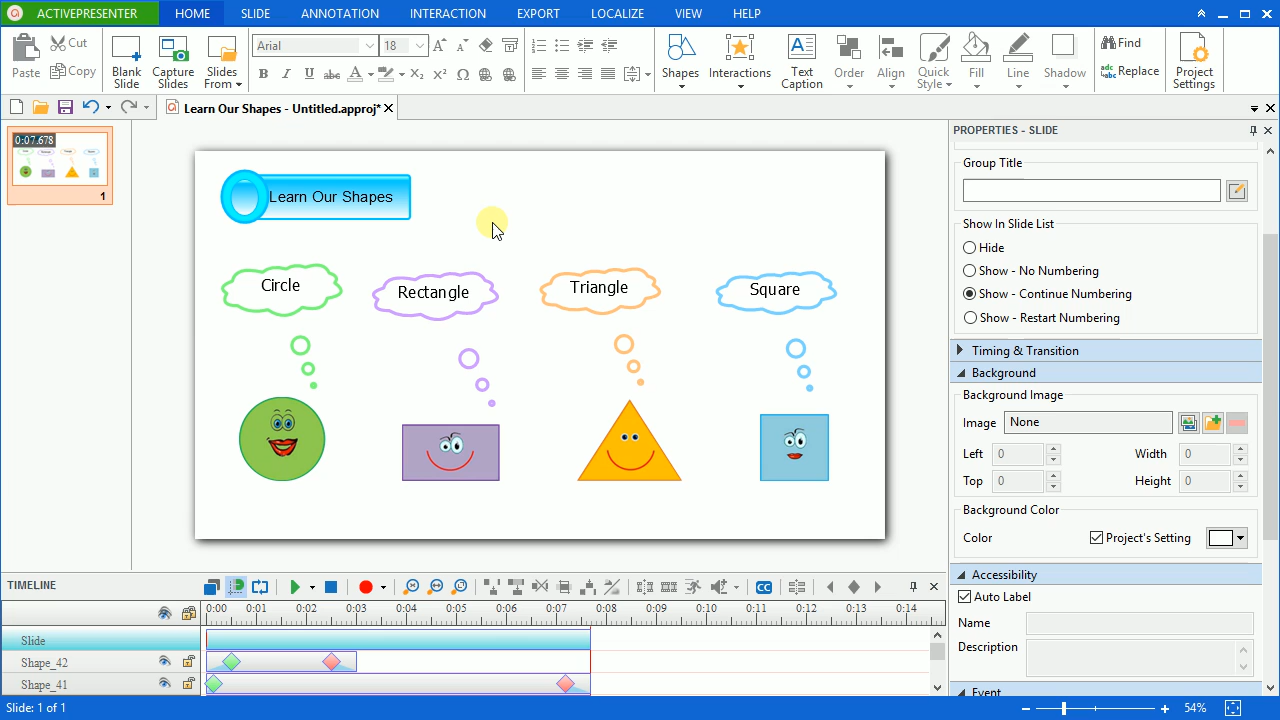 ACTIVEPRESENTER HOME SLIDE ANNOTATION INTERACTION EXPORT LOCALIZE VIEW HELP
Paste Cut Copy Blank Slide Capture Slides Slides From Arial 18 Shapes Interactions Text Caption Order Align Quick Style Fill Line Shadow Find Replace Project Settings
Learn Our Shapes - Untitled.approj*
0:07.678
1
Learn Our Shapes
Circle
Rectangle
Triangle
Square
PROPERTIES - SLIDE
Group Title
Show In Slide List
Hide
Show - No Numbering
Show - Continue Numbering
Show - Restart Numbering
Timing & Transition
Background
Background Image
Image None
Left 0 Width 0
Top 0 Height 0
Background Color
Color Project's Setting
Accessibility
Auto Label
Name
Description
Event
TIMELINE
0:00 0:01 0:02 0:03 0:04 0:05 0:06 0:07 0:08 0:09 0:10 0:11 0:12 0:13 0:14
Slide
Shape_42
Shape_41
Slide: 1 of 1
54%